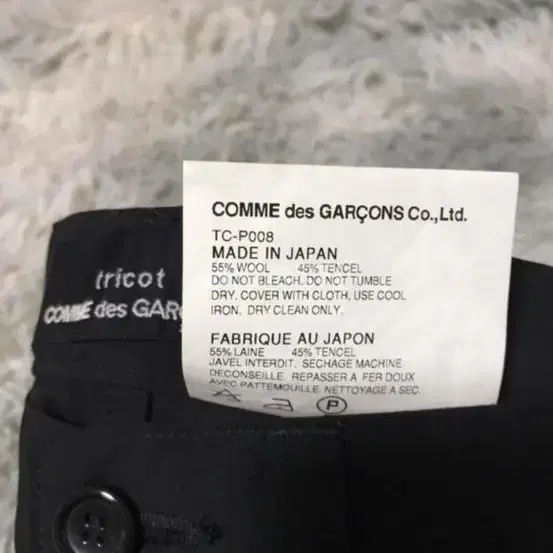 tricot
COMME des GAR
COMME des GARÇONS Co.,Ltd.
TC-P008
MADE IN JAPAN
55% WOOL 45% TENCEL
DO NOT BLEACH. DO NOT TUMBLE
DRY. COVER WITH CLOTH, USE COOL
IRON. DRY CLEAN ONLY.
FABRIQUE AU JAPON
55% LAINE 45% TENCEL
JAVEL INTERDIT. SECHAGE MACHINE
DECONSEILLE. REPASSER A FER DOUX
AVEC PATTEMOUILLE. NETTOYAGE A SEC.
P